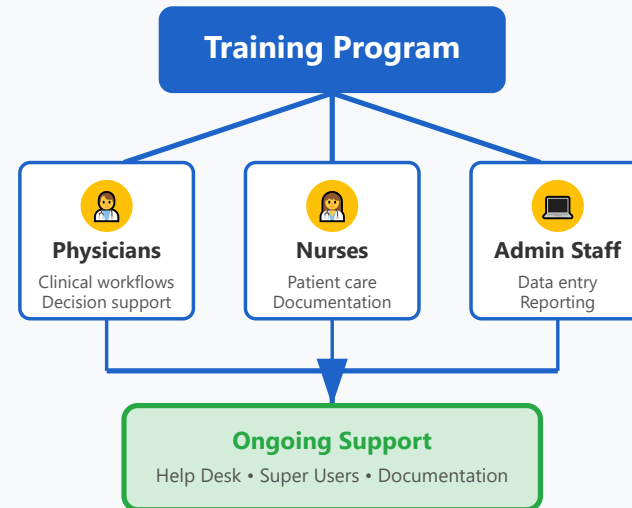 Training Program
Physicians
Clinical workflows
Decision support
Nurses
Patient care
Documentation
Admin Staff
Data entry
Reporting
Ongoing Support
Help Desk • Super Users • Documentation